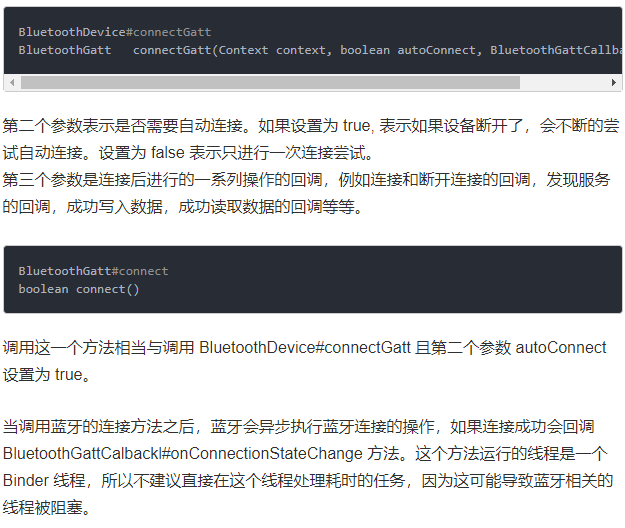 BluetoothDevice#connectGatt
BluetoothGatt   connectGatt(Context context, boolean autoConnect, BluetoothGattCallba
第二个参数表示是否需要自动连接。如果设置为 true, 表示如果设备断开了，会不断的尝
试自动连接。设置为 false 表示只进行一次连接尝试。
第三个参数是连接后进行的一系列操作的回调，例如连接和断开连接的回调，发现服务
的回调，成功写入数据，成功读取数据的回调等等。
BluetoothGatt#connect
boolean connect()
调用这一个方法相当与调用 BluetoothDevice#connectGatt 且第二个参数 autoConnect
设置为 true。
当调用蓝牙的连接方法之后，蓝牙会异步执行蓝牙连接的操作，如果连接成功会回调
BluetoothGattCalbackl#onConnectionStateChange 方法。这个方法运行的线程是一个
Binder 线程，所以不建议直接在这个线程处理耗时的任务，因为这可能导致蓝牙相关的
线程被阻塞。